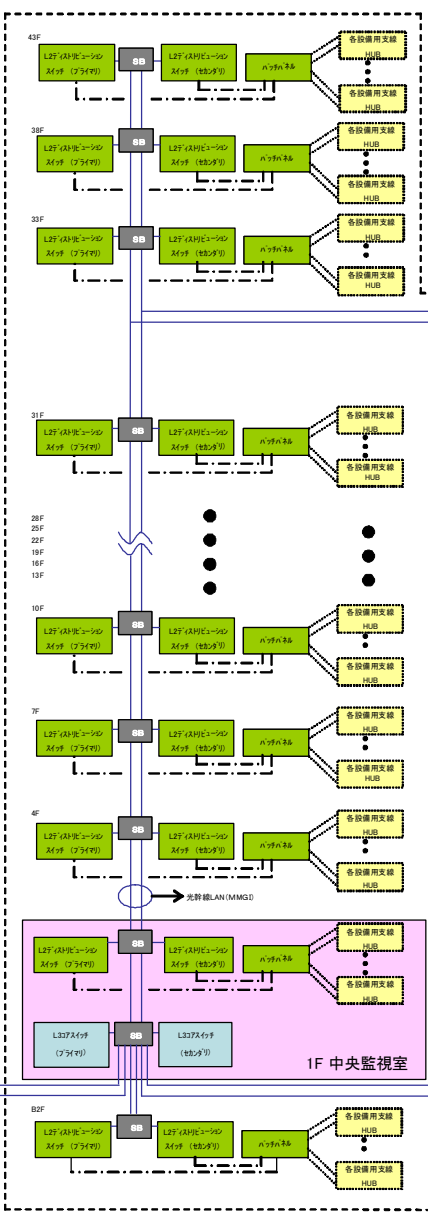 43F
L2ﾃﾞｨｽﾄﾘﾋﾞｭｰｼｮﾝ
スイッチ（プライマリ）
SB
L2ﾃﾞｨｽﾄﾘﾋﾞｭｰｼｮﾝ
スイッチ（ｾｶﾝﾀﾞﾘ）
ﾊﾟｯﾁﾊﾟﾈﾙ
各設備用支線
HUB
各設備用支線
HUB
38F
L2ﾃﾞｨｽﾄﾘﾋﾞｭｰｼｮﾝ
スイッチ（プライマリ）
SB
L2ﾃﾞｨｽﾄﾘﾋﾞｭｰｼｮﾝ
スイッチ（ｾｶﾝﾀﾞﾘ）
ﾊﾟｯﾁﾊﾟﾈﾙ
各設備用支線
HUB
各設備用支線
HUB
33F
L2ﾃﾞｨｽﾄﾘﾋﾞｭｰｼｮﾝ
スイッチ（プライマリ）
SB
L2ﾃﾞｨｽﾄﾘﾋﾞｭｰｼｮﾝ
スイッチ（ｾｶﾝﾀﾞﾘ）
ﾊﾟｯﾁﾊﾟﾈﾙ
各設備用支線
HUB
各設備用支線
HUB
31F
L2ﾃﾞｨｽﾄﾘﾋﾞｭｰｼｮﾝ
スイッチ（プライマリ）
SB
L2ﾃﾞｨｽﾄﾘﾋﾞｭｰｼｮﾝ
スイッチ（ｾｶﾝﾀﾞﾘ）
ﾊﾟｯﾁﾊﾟﾈﾙ
各設備用支線
HUB
各設備用支線
HUB
28F
25F
22F
19F
16F
13F
10F
L2ﾃﾞｨｽﾄﾘﾋﾞｭｰｼｮﾝ
スイッチ（プライマリ）
SB
L2ﾃﾞｨｽﾄﾘﾋﾞｭｰｼｮﾝ
スイッチ（ｾｶﾝﾀﾞﾘ）
ﾊﾟｯﾁﾊﾟﾈﾙ
各設備用支線
HUB
各設備用支線
HUB
7F
L2ﾃﾞｨｽﾄﾘﾋﾞｭｰｼｮﾝ
スイッチ（プライマリ）
SB
L2ﾃﾞｨｽﾄﾘﾋﾞｭｰｼｮﾝ
スイッチ（ｾｶﾝﾀﾞﾘ）
ﾊﾟｯﾁﾊﾟﾈﾙ
各設備用支線
HUB
各設備用支線
HUB
4F
L2ﾃﾞｨｽﾄﾘﾋﾞｭｰｼｮﾝ
スイッチ（プライマリ）
SB
L2ﾃﾞｨｽﾄﾘﾋﾞｭｰｼｮﾝ
スイッチ（ｾｶﾝﾀﾞﾘ）
ﾊﾟｯﾁﾊﾟﾈﾙ
各設備用支線
HUB
各設備用支線
HUB
光幹線LAN（MMGI）
L2ﾃﾞｨｽﾄﾘﾋﾞｭｰｼｮﾝ
スイッチ（プライマリ）
SB
L2ﾃﾞｨｽﾄﾘﾋﾞｭｰｼｮﾝ
スイッチ（ｾｶﾝﾀﾞﾘ）
ﾊﾟｯﾁﾊﾟﾈﾙ
各設備用支線
HUB
各設備用支線
HUB
L3コアスイッチ
（プライマリ）
SB
L3コアスイッチ
（ｾｶﾝﾀﾞﾘ）
1F 中央監視室
B2F
L2ﾃﾞｨｽﾄﾘﾋﾞｭｰｼｮﾝ
スイッチ（プライマリ）
SB
L2ﾃﾞｨｽﾄﾘﾋﾞｭｰｼｮﾝ
スイッチ（ｾｶﾝﾀﾞﾘ）
ﾊﾟｯﾁﾊﾟﾈﾙ
各設備用支線
HUB
各設備用支線
HUB